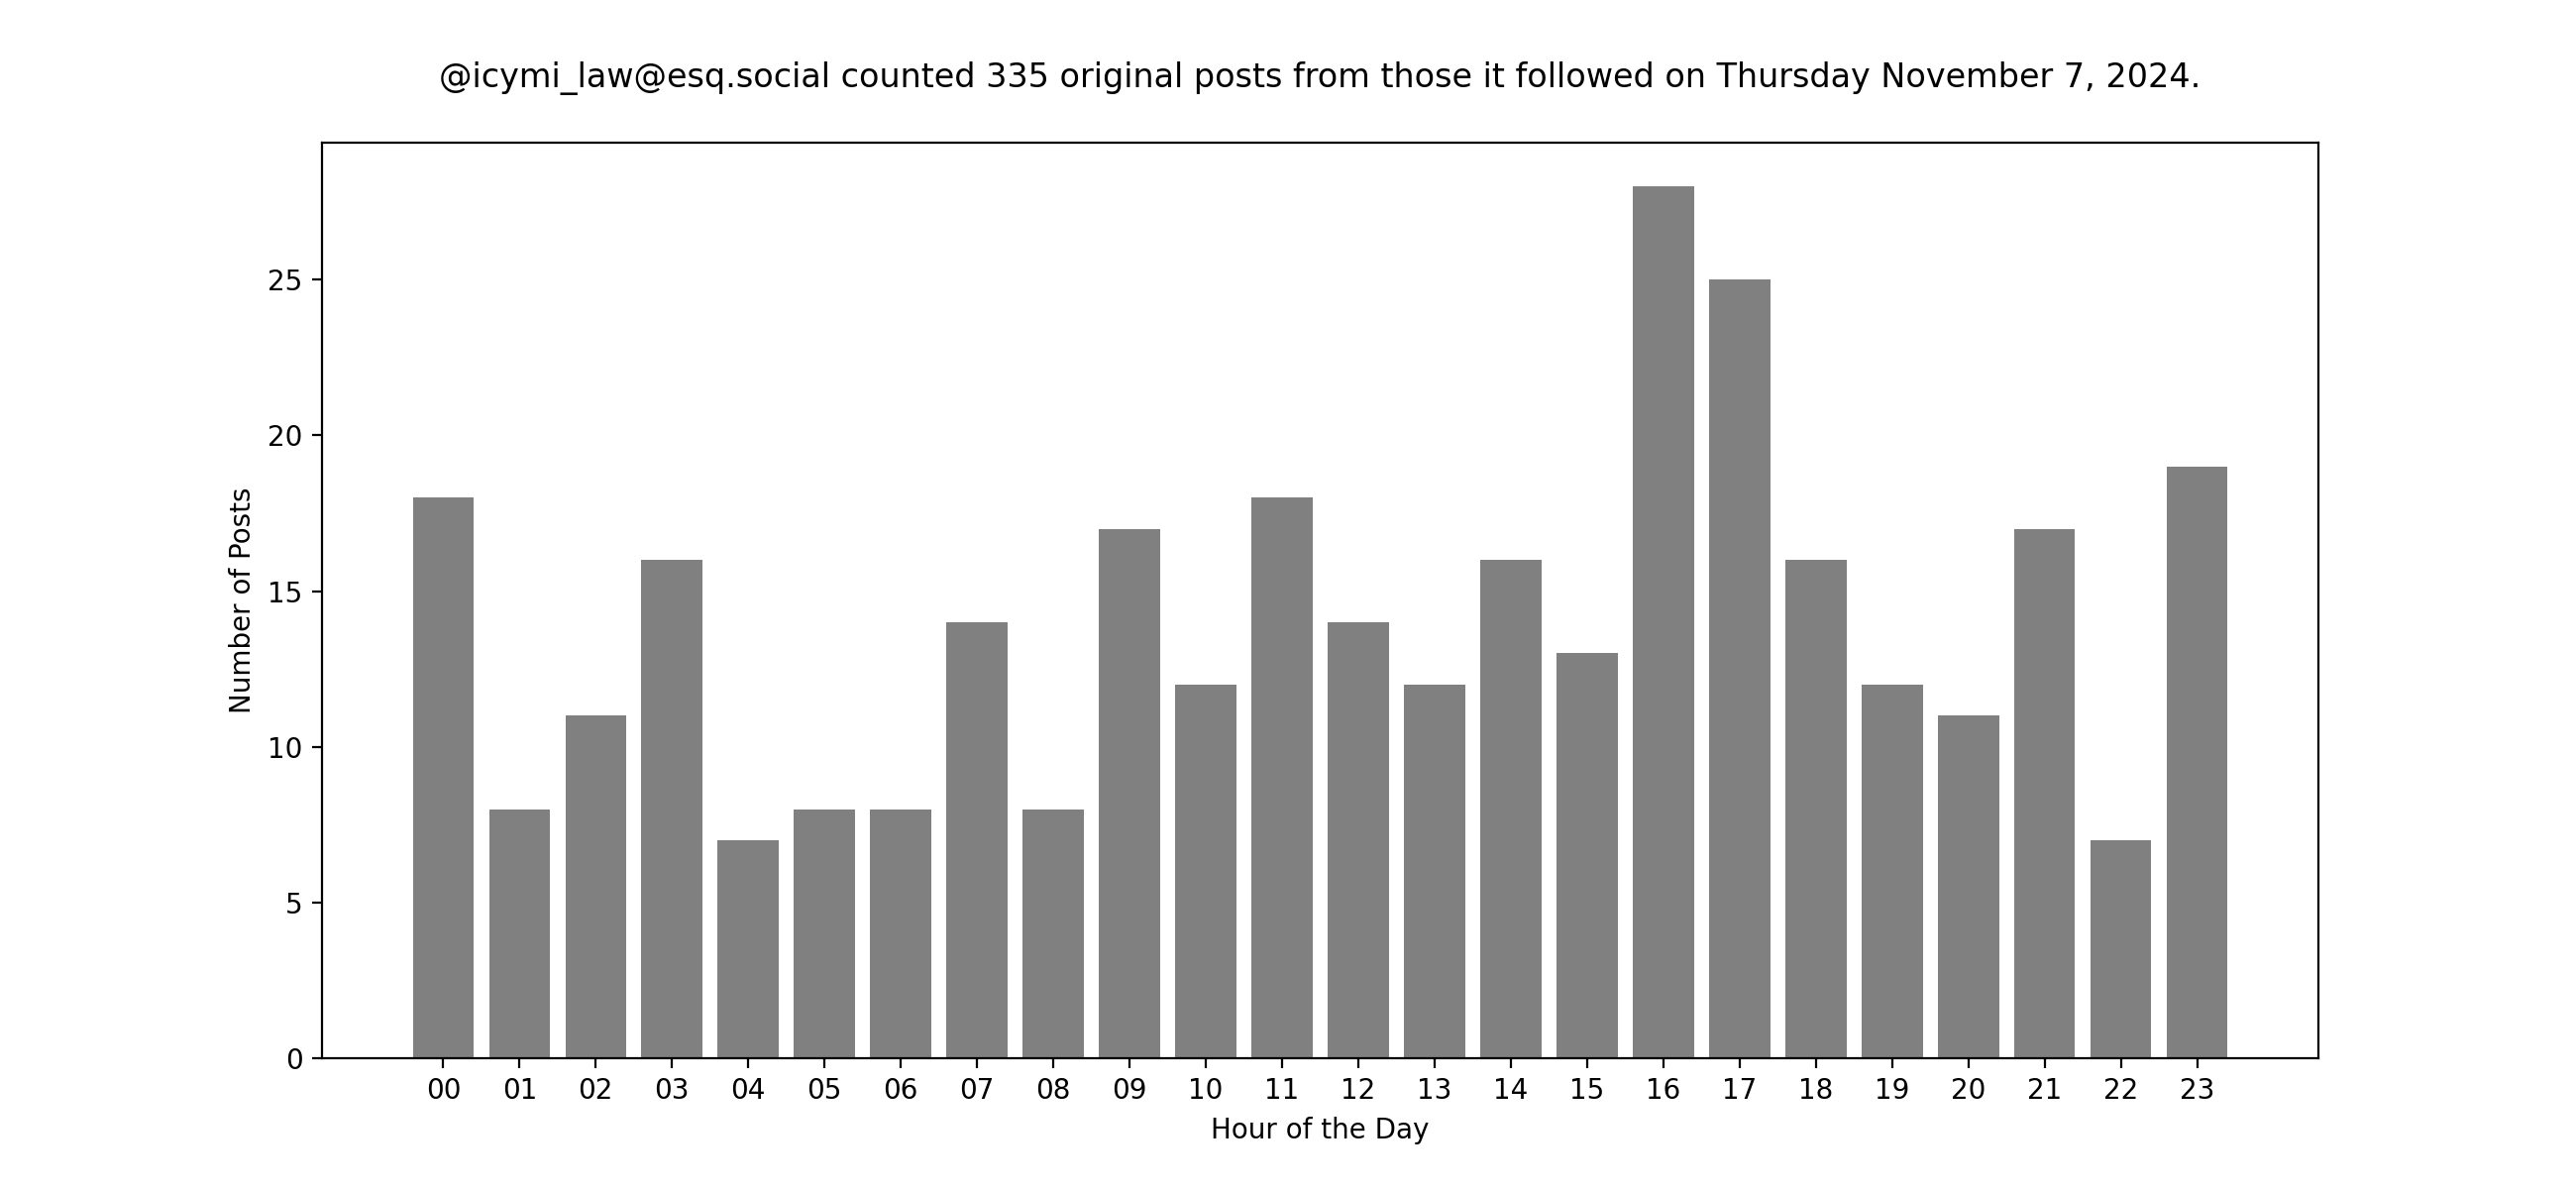 @icymi_law@esq.social counted 335 original posts from those it followed on Thursday November 7, 2024.
25
20
15
10
5
0
Number of Posts
00 01 02 03 04 05 06 07 08 09 10 11 12 13 14 15 16 17 18 19 20 21 22 23
Hour of the Day